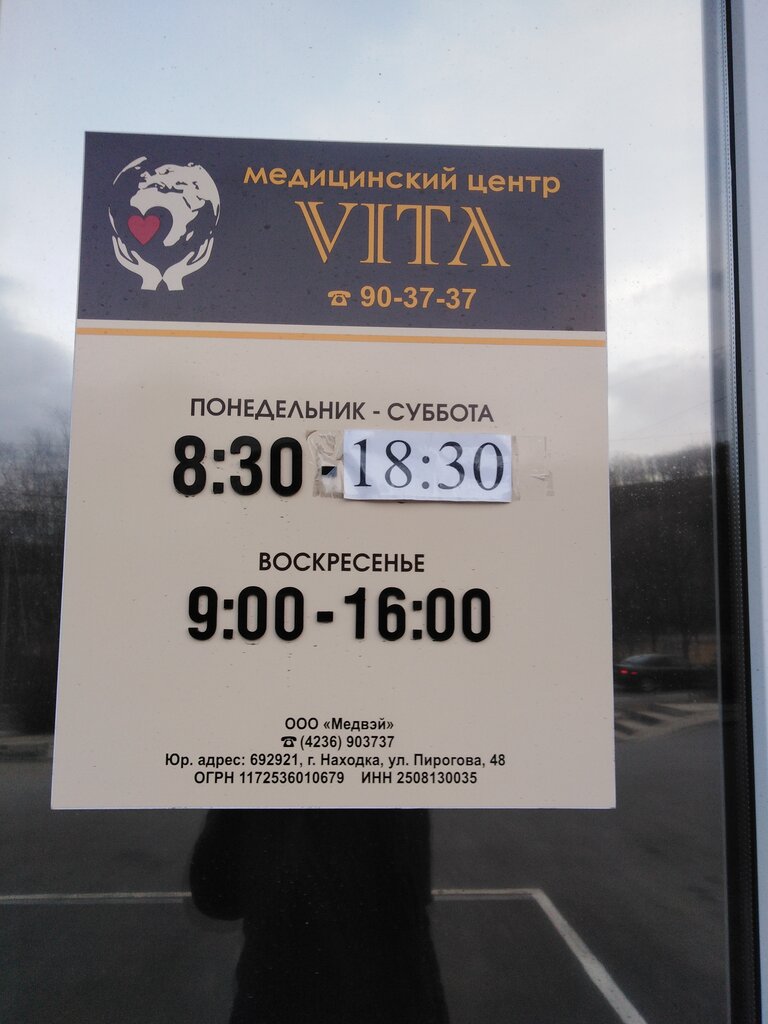 медицинский центр
VITA
☎ 90-37-37
ПОНЕДЕЛЬНИК - СУББОТА
8:30 - 18:30
ВОСКРЕСЕНЬЕ
9:00 - 16:00
ООО «Медвэй»
☎ (4236) 903737
Юр. адрес: 692921, г. Находка, ул. Пирогова, 48
ОГРН 1172536010679 ИНН 2508130035